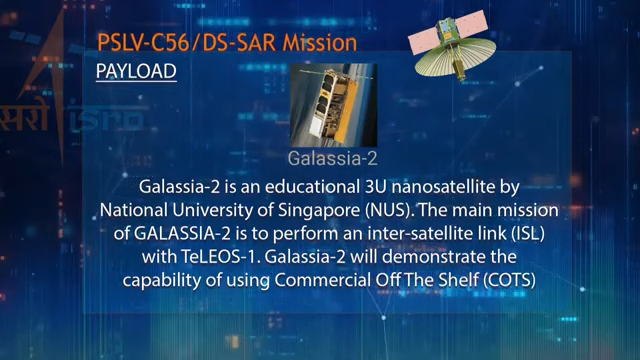 PSLV-C56/DS-SAR Mission
PAYLOAD
इसरो isro
Galassia-2
Galassia-2 is an educational 3U nanosatellite by
National University of Singapore (NUS). The main mission
of GALASSIA-2 is to perform an inter-satellite link (ISL)
with TeLEOS-1. Galassia-2 will demonstrate the
capability of using Commercial Off The Shelf (COTS)